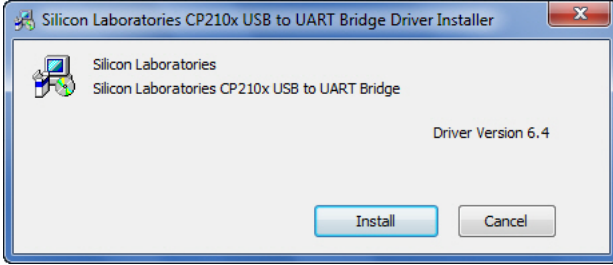 Silicon Laboratories CP210x USB to UART Bridge Driver Installer
Silicon Laboratories
Silicon Laboratories CP210x USB to UART Bridge
Driver Version 6.4
Install Cancel